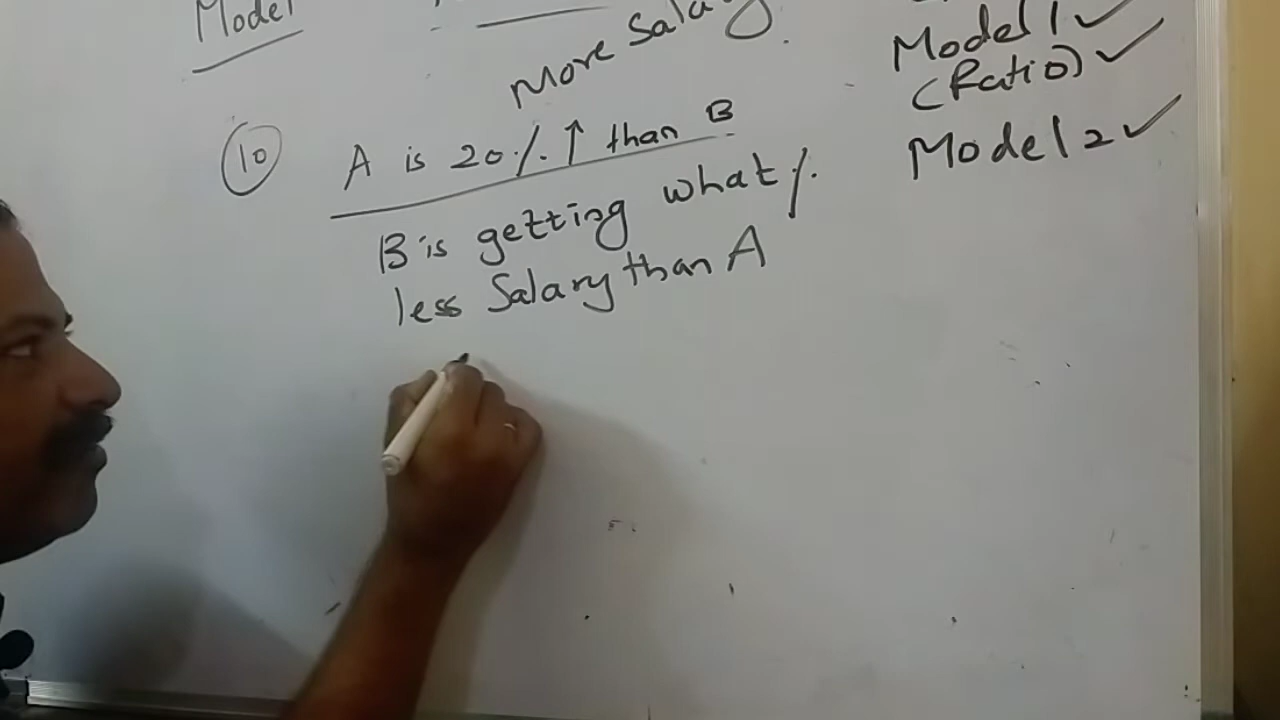 Model
More Salary
Model 1 ✓
(Ratio) ✓
Model 2 ✓
(10) A is 20%. ↑ than B
B is getting what %.
less Salary than A